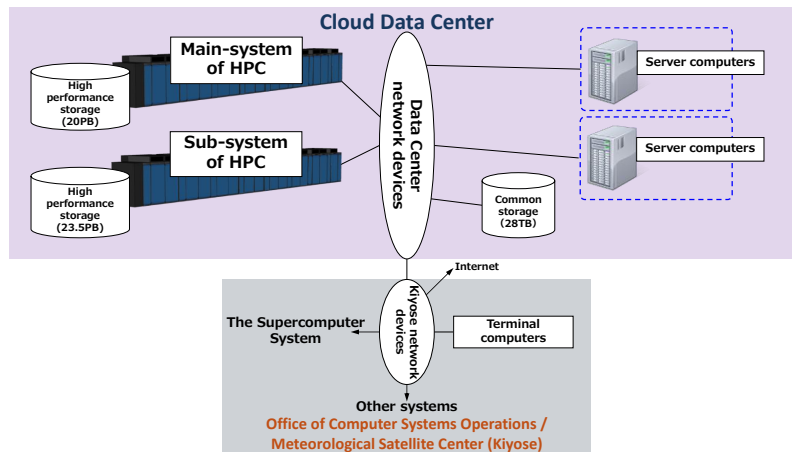 Cloud Data Center
Main-system
of HPC
High
performance
storage
(20PB)
Sub-system
of HPC
High
performance
storage
(23.5PB)
Data Center
network devices
Server computers
Server computers
Common
storage
(28TB)
Internet
Kiyose network
devices
The Supercomputer
System
Terminal
computers
Other systems
Office of Computer Systems Operations /
Meteorological Satellite Center (Kiyose)